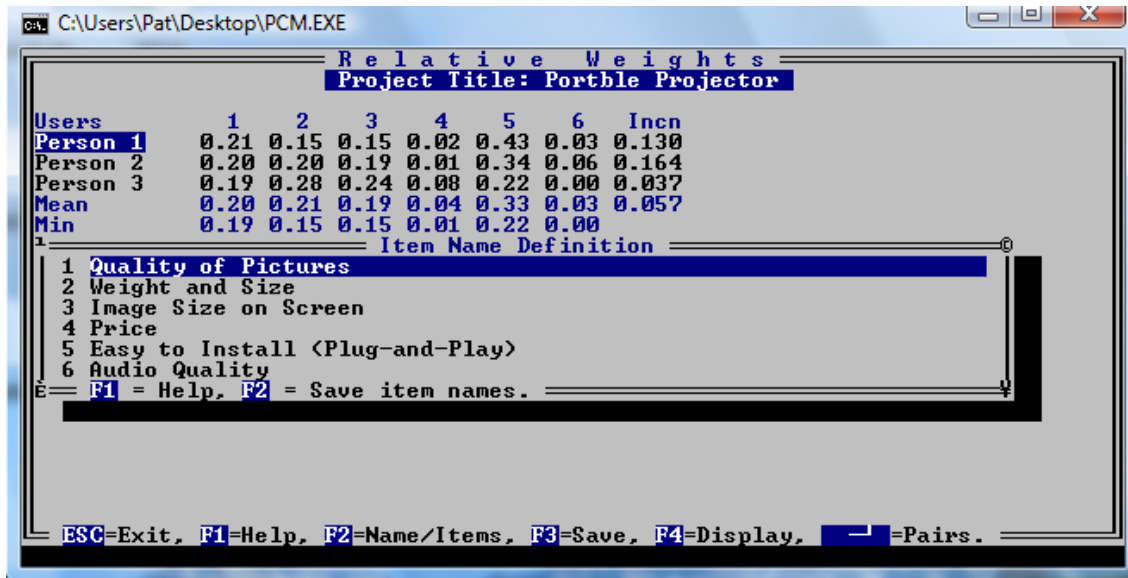 C:\Users\Pat\Desktop\PCM.EXE
Relative Weights
Project Title: Portble Projector
Users 1 2 3 4 5 6 Incn
Person 1 0.21 0.15 0.15 0.02 0.43 0.03 0.130
Person 2 0.20 0.20 0.19 0.01 0.34 0.06 0.164
Person 3 0.19 0.28 0.24 0.08 0.22 0.00 0.037
Mean 0.20 0.21 0.19 0.04 0.33 0.03 0.057
Min 0.19 0.15 0.15 0.01 0.22 0.00
Item Name Definition
1 Quality of Pictures
2 Weight and Size
3 Image Size on Screen
4 Price
5 Easy to Install (Plug-and-Play)
6 Audio Quality
F1 = Help, F2 = Save item names.
ESC=Exit, F1=Help, F2=Name/Items, F3=Save, F4=Display, ─┘=Pairs.